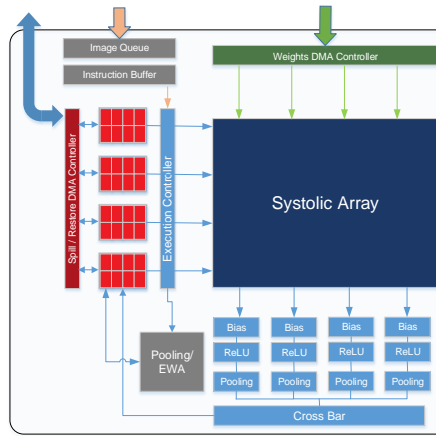 Image Queue
Instruction Buffer
Weights DMA Controller
Spill / Restore DMA Controller
Execution Controller
Systolic Array
Pooling/
EWA
Bias
Bias
Bias
Bias
ReLU
ReLU
ReLU
ReLU
Pooling
Pooling
Pooling
Pooling
Cross Bar